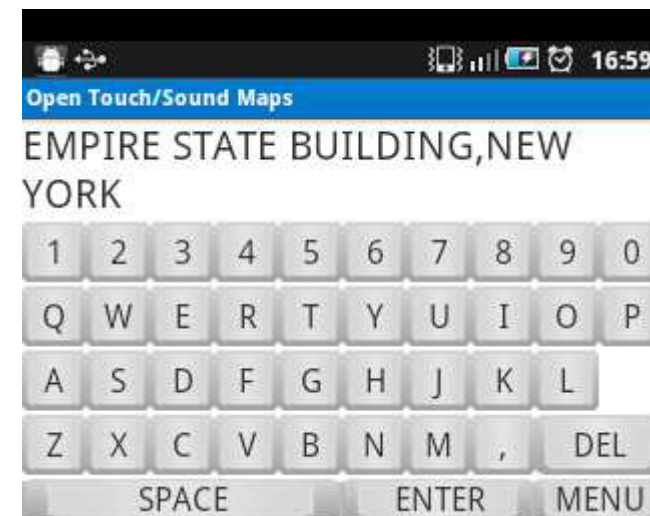 16:59
Open Touch/Sound Maps
EMPIRE STATE BUILDING,NEW
YORK
1 2 3 4 5 6 7 8 9 0
Q W E R T Y U I O P
A S D F G H J K L
Z X C V B N M , DEL
SPACE ENTER MENU